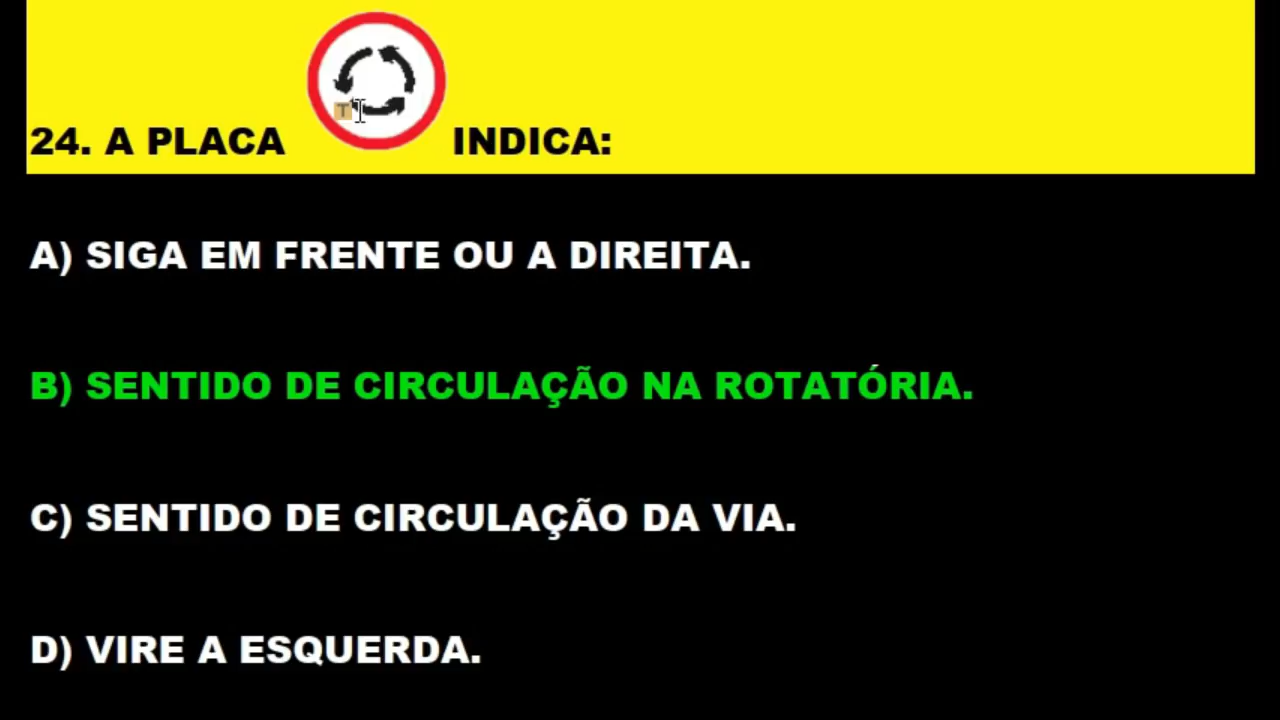 24. A PLACA INDICA:
A) SIGA EM FRENTE OU A DIREITA.
B) SENTIDO DE CIRCULAÇÃO NA ROTATÓRIA.
C) SENTIDO DE CIRCULAÇÃO DA VIA.
D) VIRE A ESQUERDA.